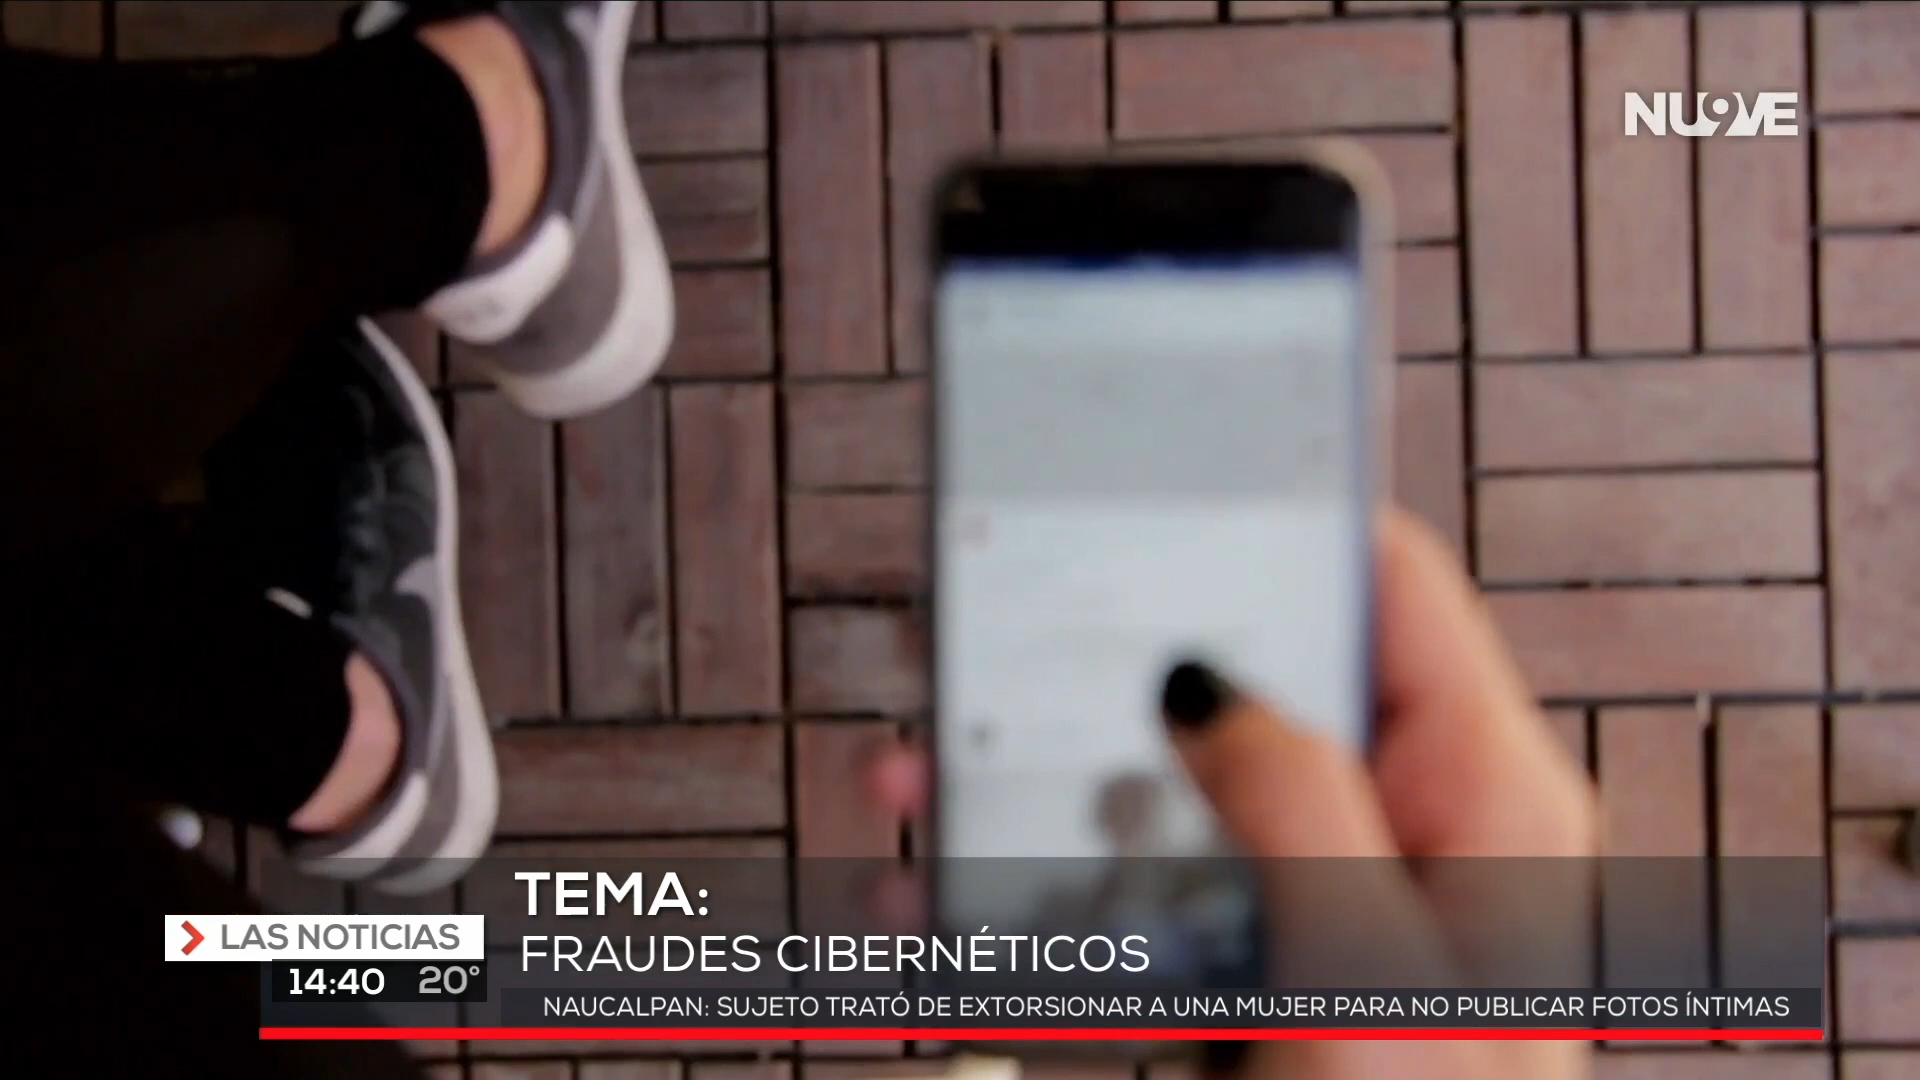 NU9VE
TEMA:
LAS NOTICIAS
FRAUDES CIBERNÉTICOS
14:40 20°
NAUCALPAN: SUJETO TRATÓ DE EXTORSIONAR A UNA MUJER PARA NO PUBLICAR FOTOS ÍNTIMAS